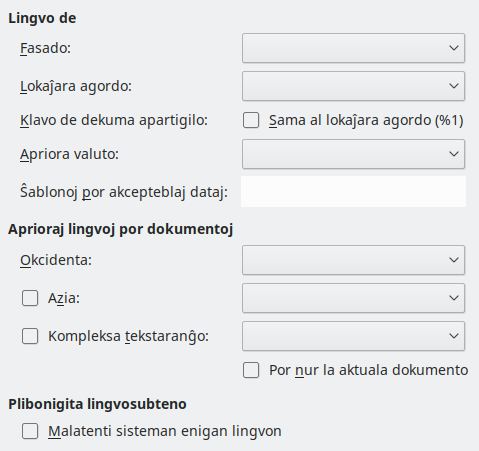 Lingvo de
Fasado:
Lokaĵara agordo:
Klavo de dekuma apartigilo:
Sama al lokaĵara agordo (%1)
Apriora valuto:
Ŝablonoj por akcepteblaj dataj:
Aprioraj lingvoj por dokumentoj
Okcidenta:
Azia:
Kompleksa tekstaranĝo:
Por nur la aktuala dokumento
Plibonigita lingvosubteno
Malatenti sisteman enigan lingvon